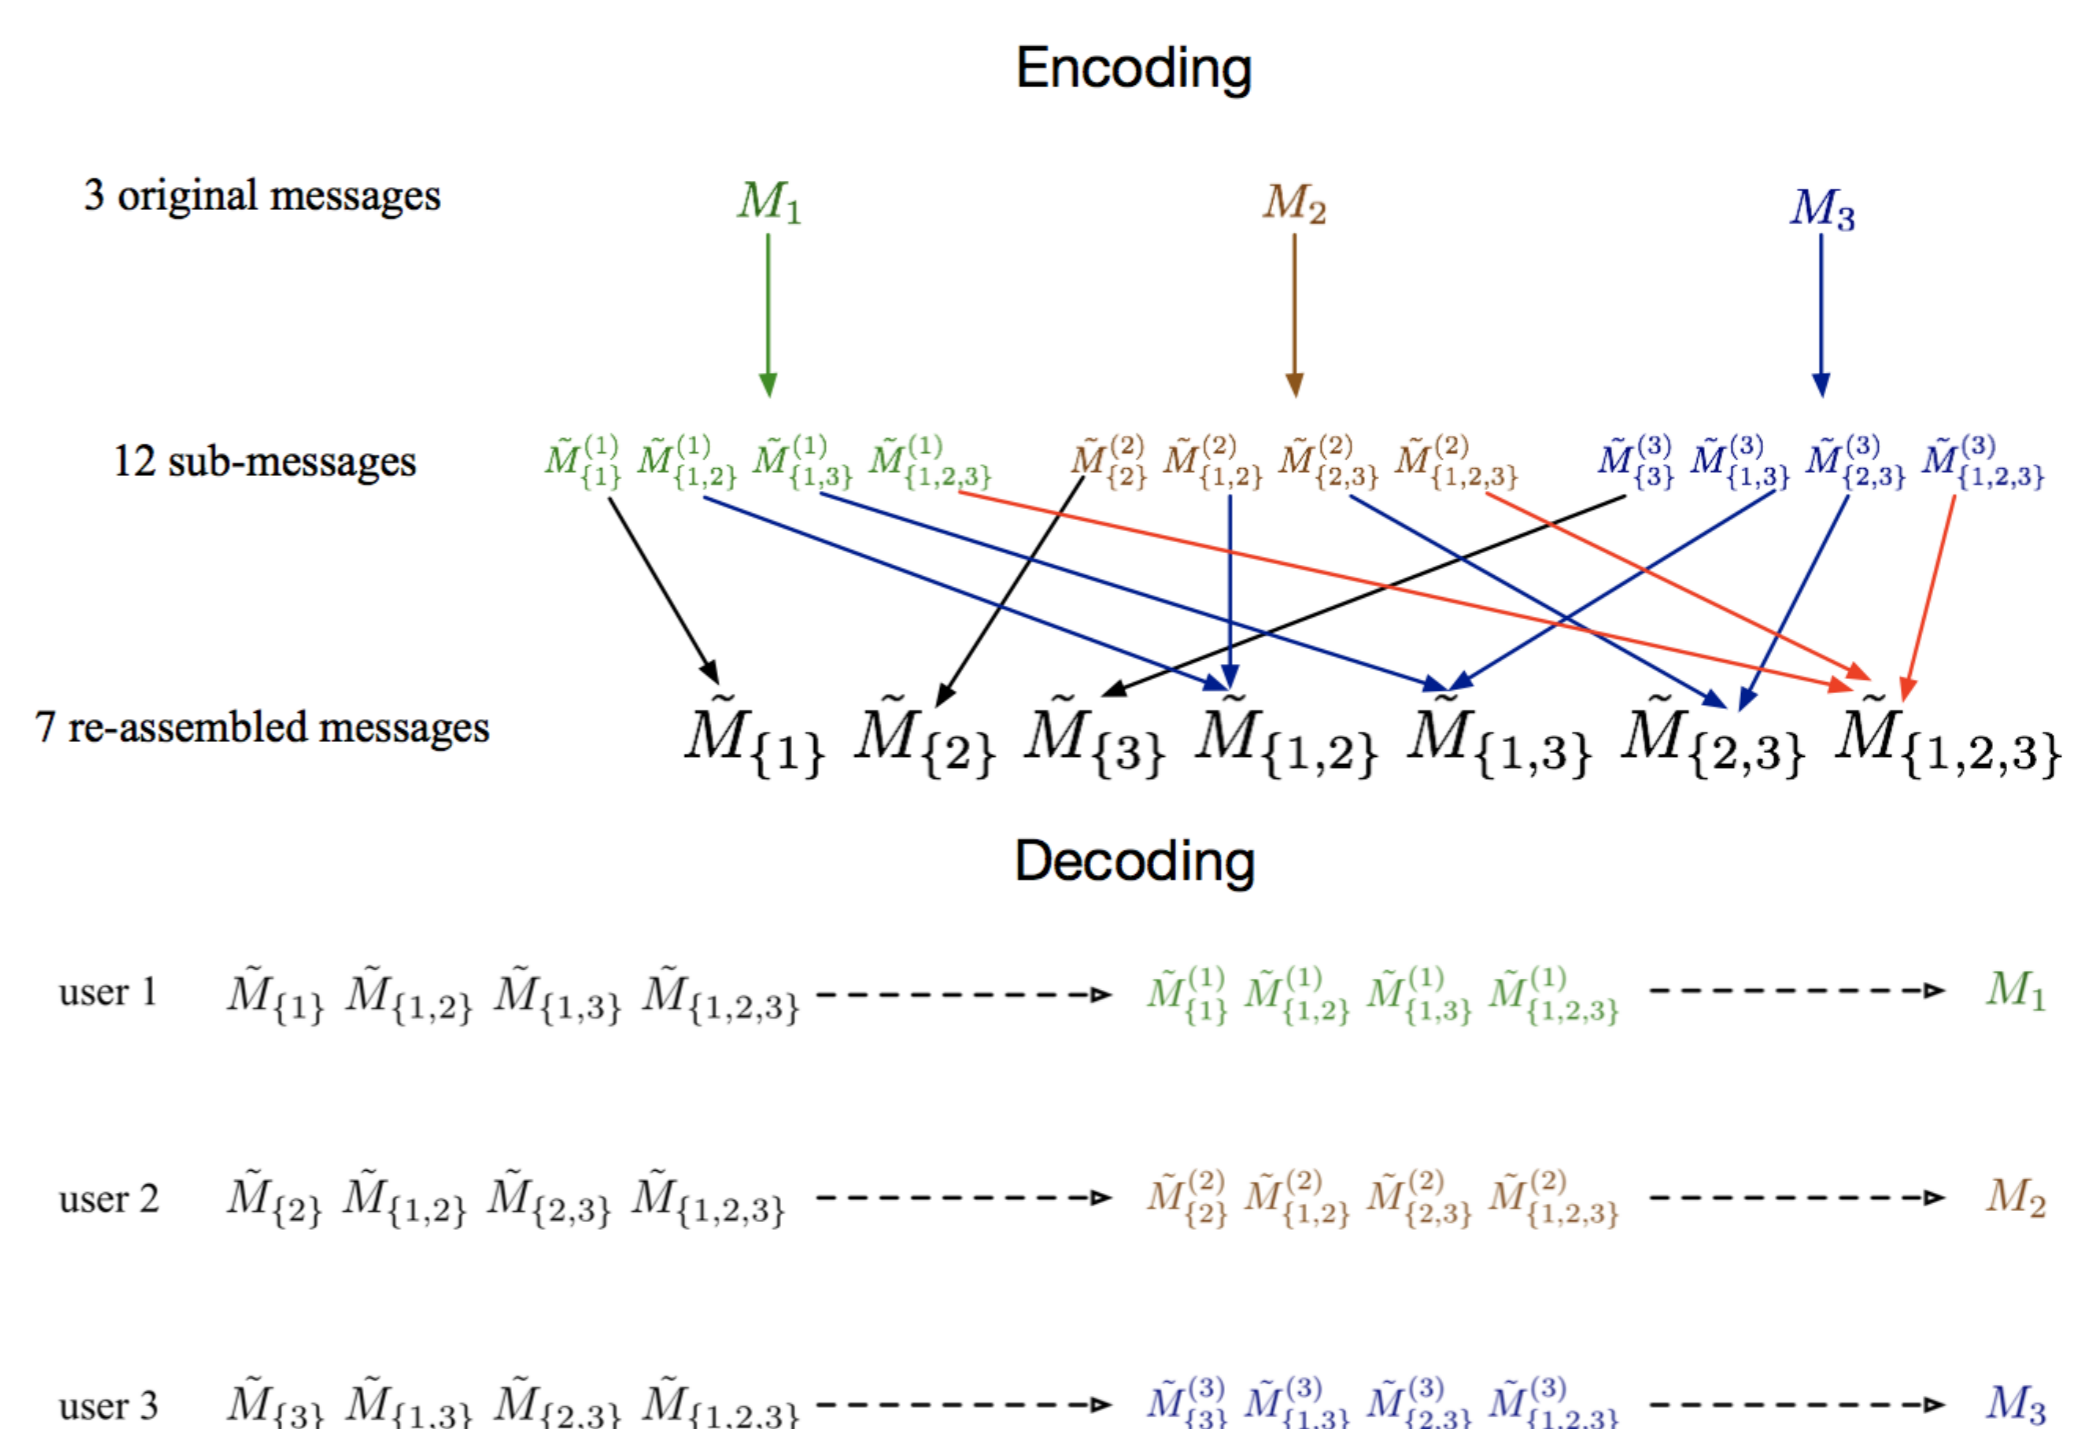 Encoding
3 original messages M₁ M₂ M₃
12 sub-messages M̃_{1}^{(1)} M̃_{1,2}^{(1)} M̃_{1,3}^{(1)} M̃_{1,2,3}^{(1)} M̃_{2}^{(2)} M̃_{1,2}^{(2)} M̃_{2,3}^{(2)} M̃_{1,2,3}^{(2)} M̃_{3}^{(3)} M̃_{1,3}^{(3)} M̃_{2,3}^{(3)} M̃_{1,2,3}^{(3)}
7 re-assembled messages M̃_{1} M̃_{2} M̃_{3} M̃_{1,2} M̃_{1,3} M̃_{2,3} M̃_{1,2,3}
Decoding
user 1 M̃_{1} M̃_{1,2} M̃_{1,3} M̃_{1,2,3} M̃_{1}^{(1)} M̃_{1,2}^{(1)} M̃_{1,3}^{(1)} M̃_{1,2,3}^{(1)} M₁
user 2 M̃_{2} M̃_{1,2} M̃_{2,3} M̃_{1,2,3} M̃_{2}^{(2)} M̃_{1,2}^{(2)} M̃_{2,3}^{(2)} M̃_{1,2,3}^{(2)} M₂
user 3 M̃_{3} M̃_{1,3} M̃_{2,3} M̃_{1,2,3} M̃_{3}^{(3)} M̃_{1,3}^{(3)} M̃_{2,3}^{(3)} M̃_{1,2,3}^{(3)} M₃